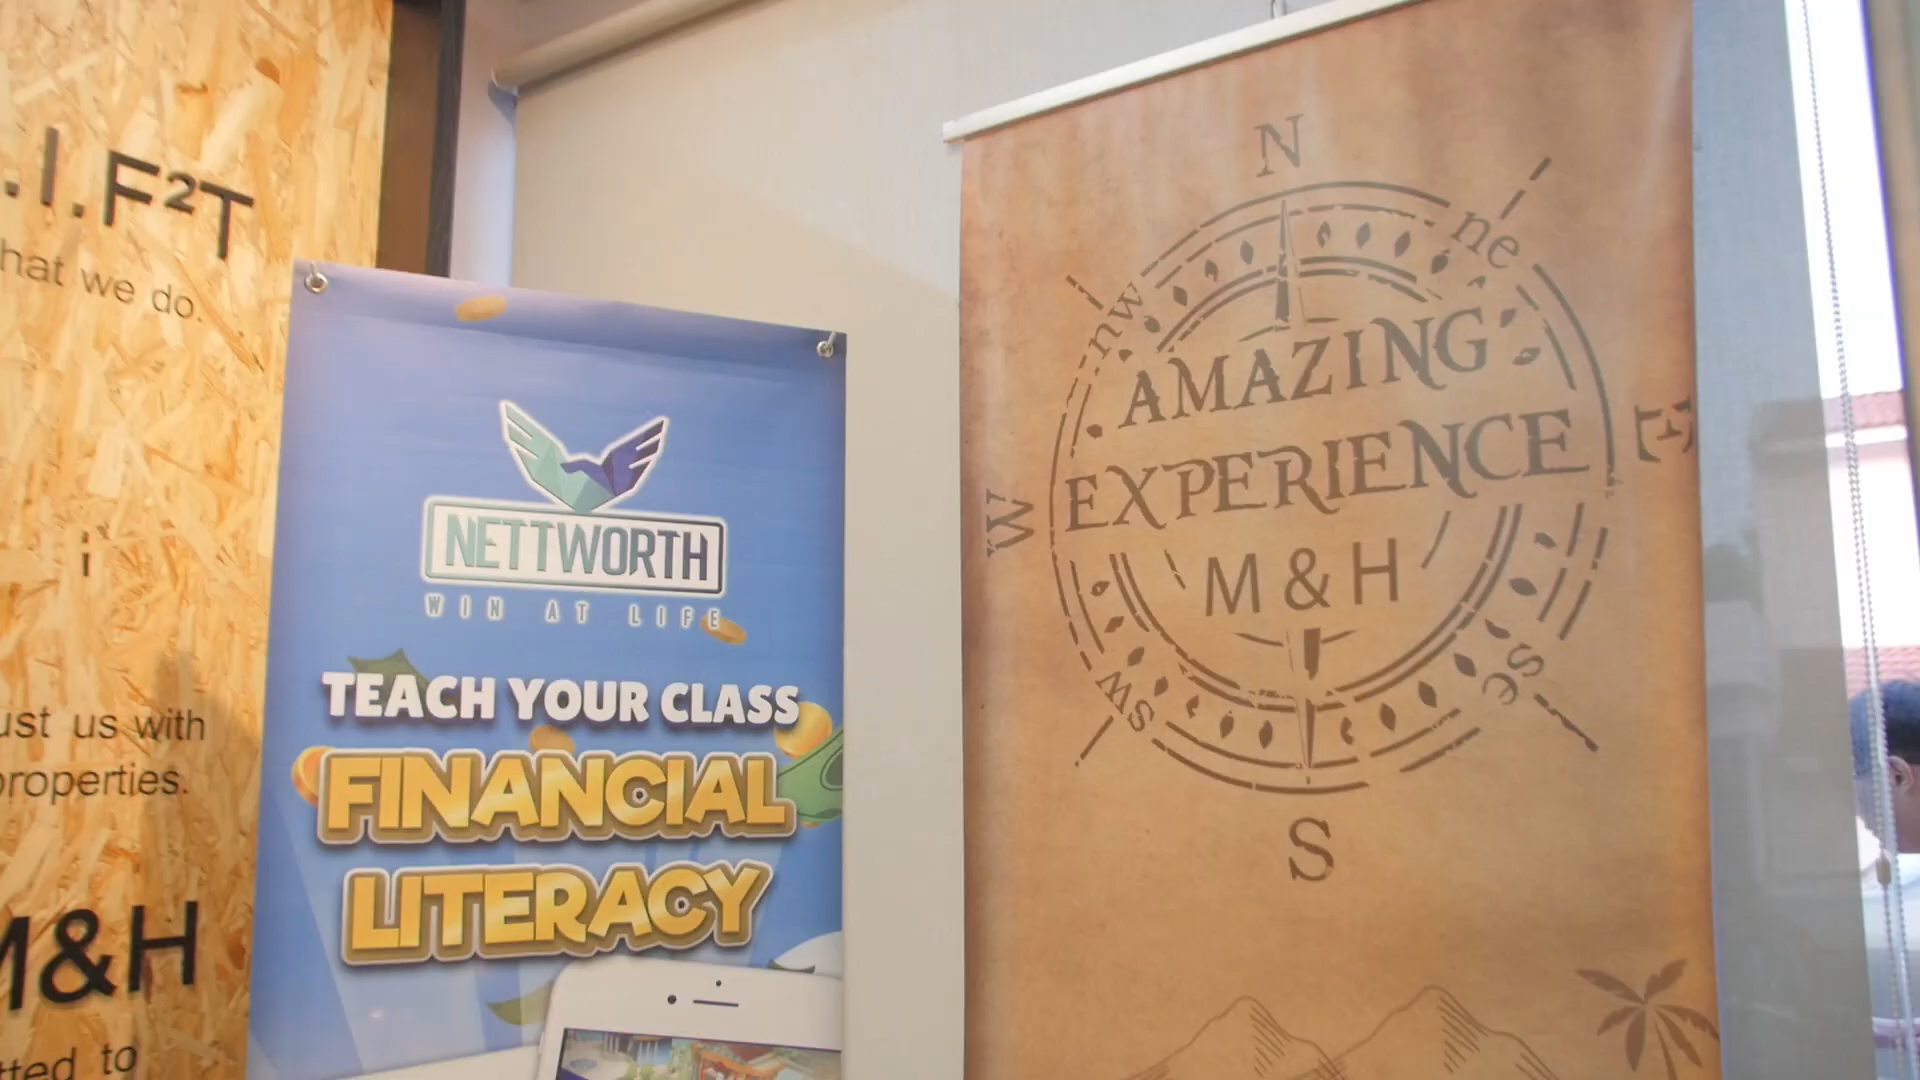 .I.F²T
hat we do.
ust us with
properties.
M&H
tted to
NETTWORTH
WIN AT LIFE
TEACH YOUR CLASS
FINANCIAL
LITERACY
N
nw
ne
AMAZING
EXPERIENCE
M & H
W
E
sw
se
S